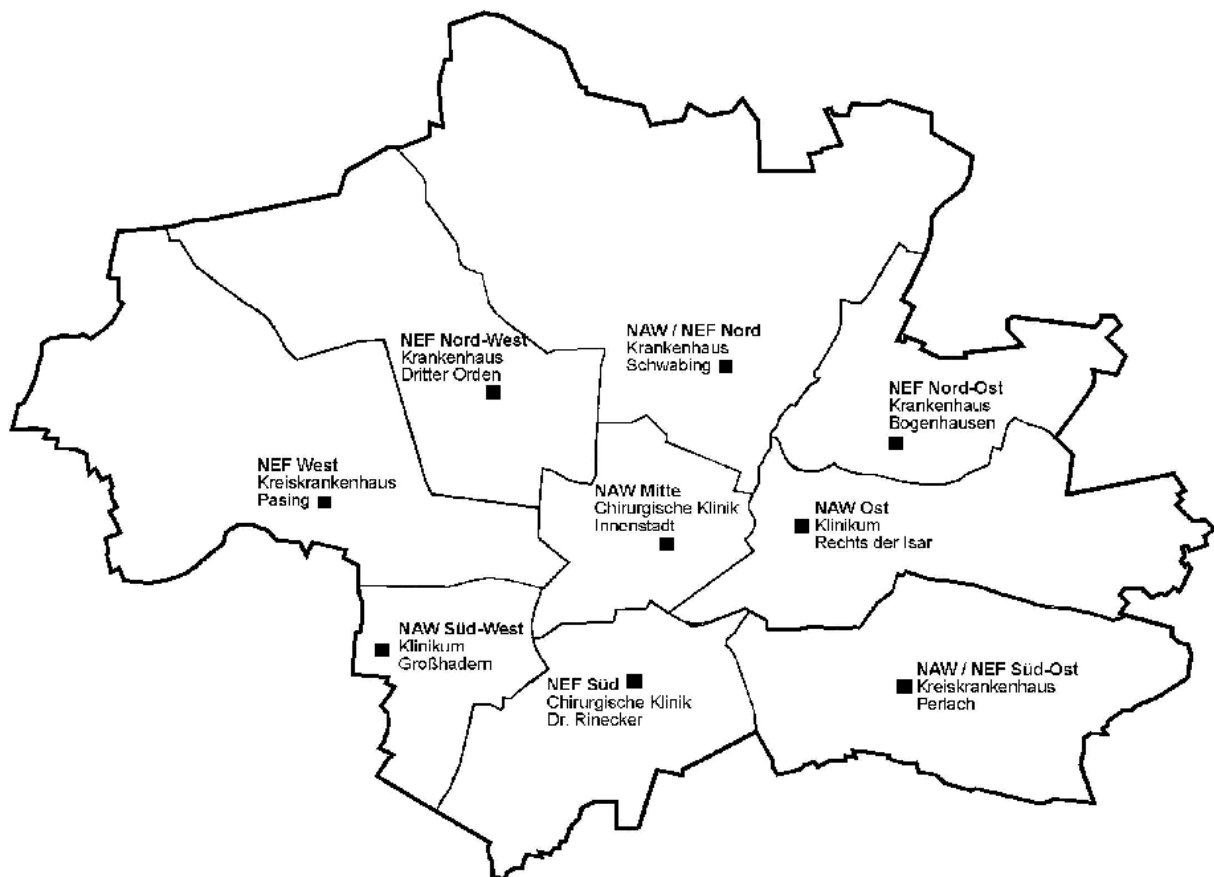 NEF Nord-West
Krankenhaus
Dritter Orden
NAW / NEF Nord
Krankenhaus
Schwabing
NEF Nord-Ost
Krankenhaus
Bogenhausen
NEF West
Kreiskrankenhaus
Pasing
NAW Mitte
Chirurgische Klinik
Innenstadt
NAW Ost
Klinikum
Rechts der Isar
NAW Süd-West
Klinikum
Großhadern
NEF Süd
Chirurgische Klinik
Dr. Rinecker
NAW / NEF Süd-Ost
Kreiskrankenhaus
Perlach